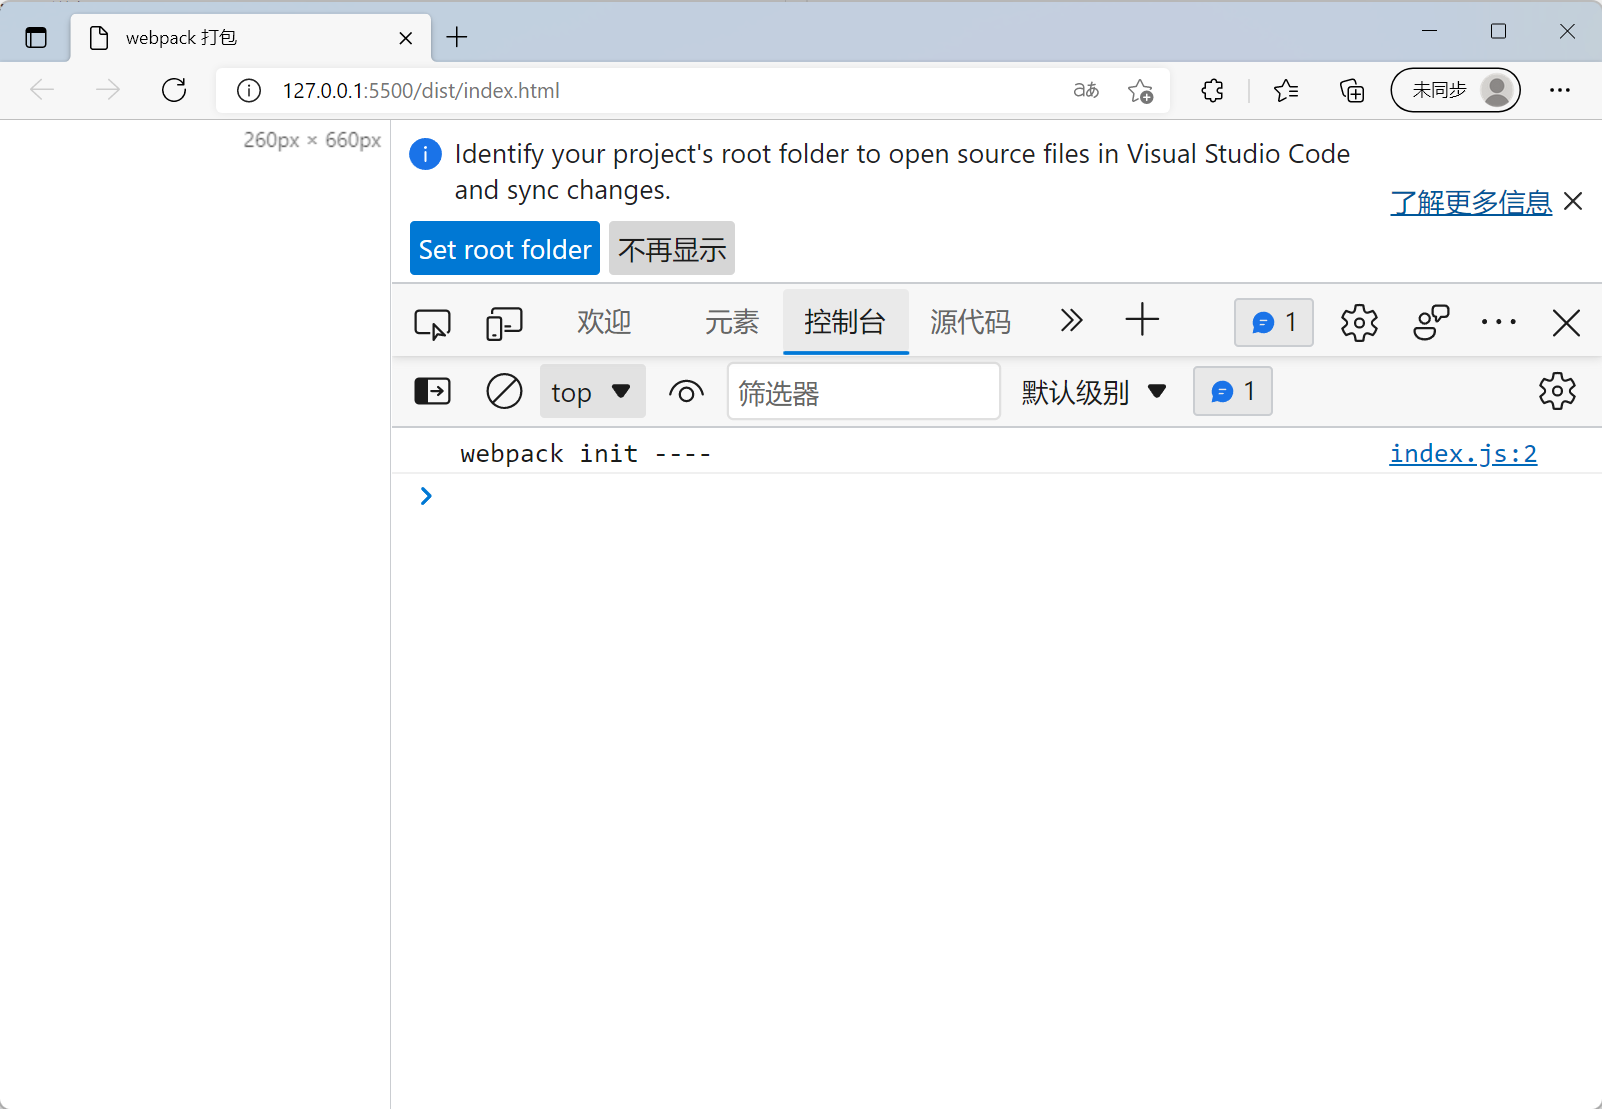 webpack 打包
127.0.0.1:5500/dist/index.html
aあ
未同步
260px × 660px
Identify your project's root folder to open source files in Visual Studio Code
and sync changes.
了解更多信息
Set root folder 不再显示
欢迎 元素 控制台 源代码 1
top 筛选器 默认级别 1
webpack init ---- index.js:2